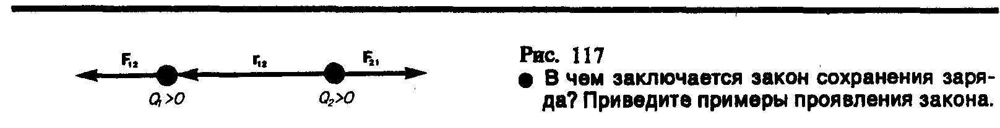 F₁₂ r₁₂ F₂₁
Q₁>0 Q₂>0
Рис. 117
● В чем заключается закон сохранения заря-
да? Приведите примеры проявления закона.